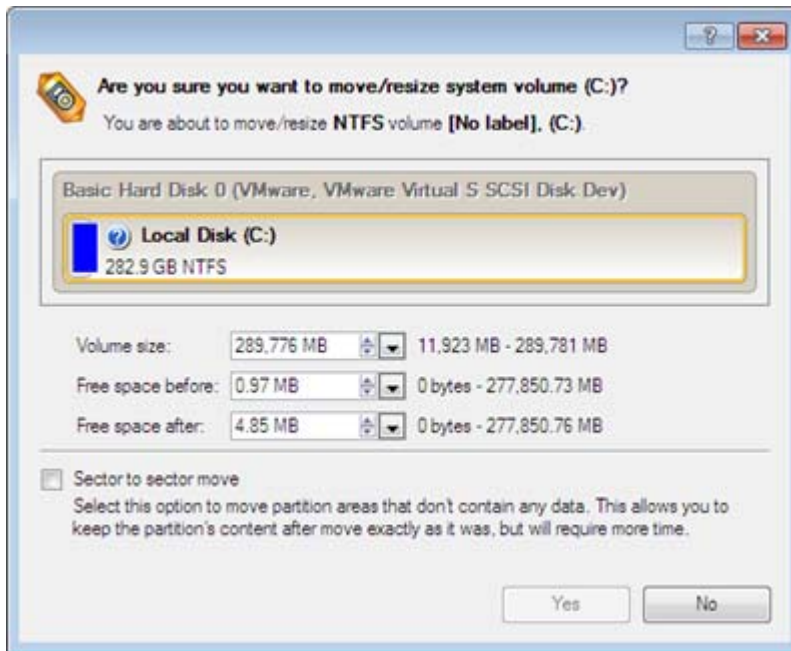 Are you sure you want to move/resize system volume (C:)?
You are about to move/resize NTFS volume [No label], (C:).
Basic Hard Disk 0 (VMware, VMware Virtual S SCSI Disk Dev)
Local Disk (C:)
282.9 GB NTFS
Volume size: 289,776 MB 11,923 MB - 289,781 MB
Free space before: 0.97 MB 0 bytes - 277,850.73 MB
Free space after: 4.85 MB 0 bytes - 277,850.76 MB
Sector to sector move
Select this option to move partition areas that don't contain any data. This allows you to
keep the partition's content after move exactly as it was, but will require more time.
Yes No